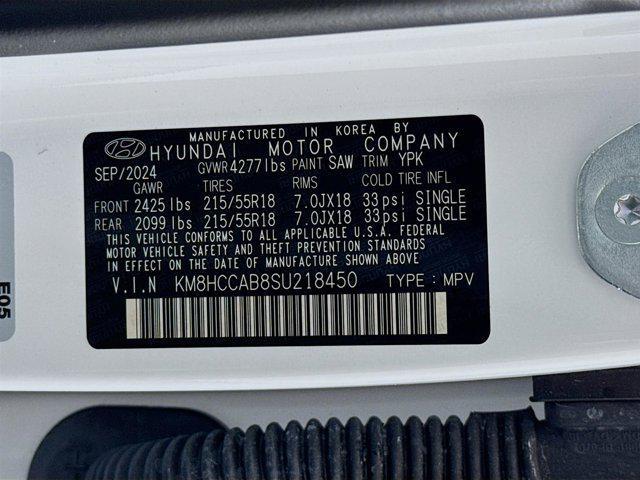 MANUFACTURED IN KOREA BY
HYUNDAI MOTOR COMPANY
SEP/2024 GVWR 4277lbs PAINT SAW TRIM YPK
GAWR TIRES RIMS COLD TIRE INFL
FRONT 2425 lbs 215/55R18 7.0JX18 33psi SINGLE
REAR 2099 lbs 215/55R18 7.0JX18 33psi SINGLE
THIS VEHICLE CONFORMS TO ALL APPLICABLE U.S.A. FEDERAL
MOTOR VEHICLE SAFETY AND THEFT PREVENTION STANDARDS
IN EFFECT ON THE DATE OF MANUFACTURE SHOWN ABOVE.
V.I.N KM8HCCAB8SU218450 TYPE : MPV
E05